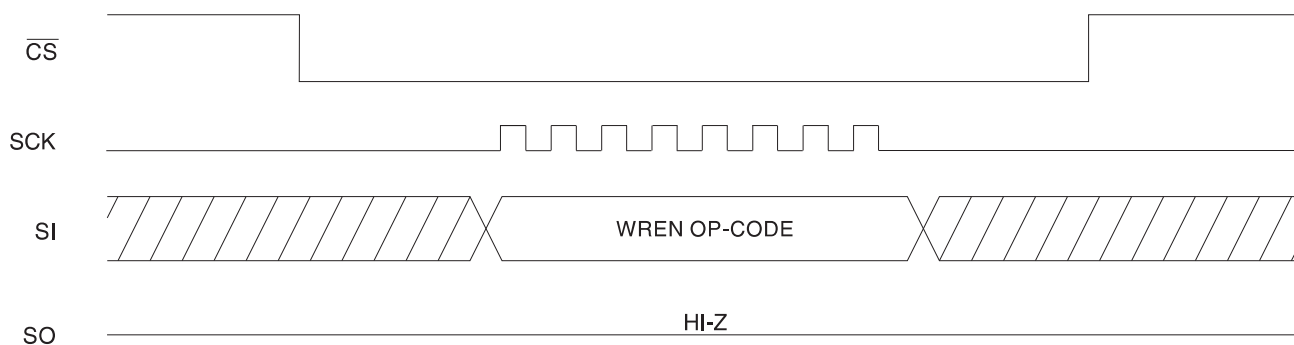 CS
SCK
SI
WREN OP-CODE
SO
HI-Z